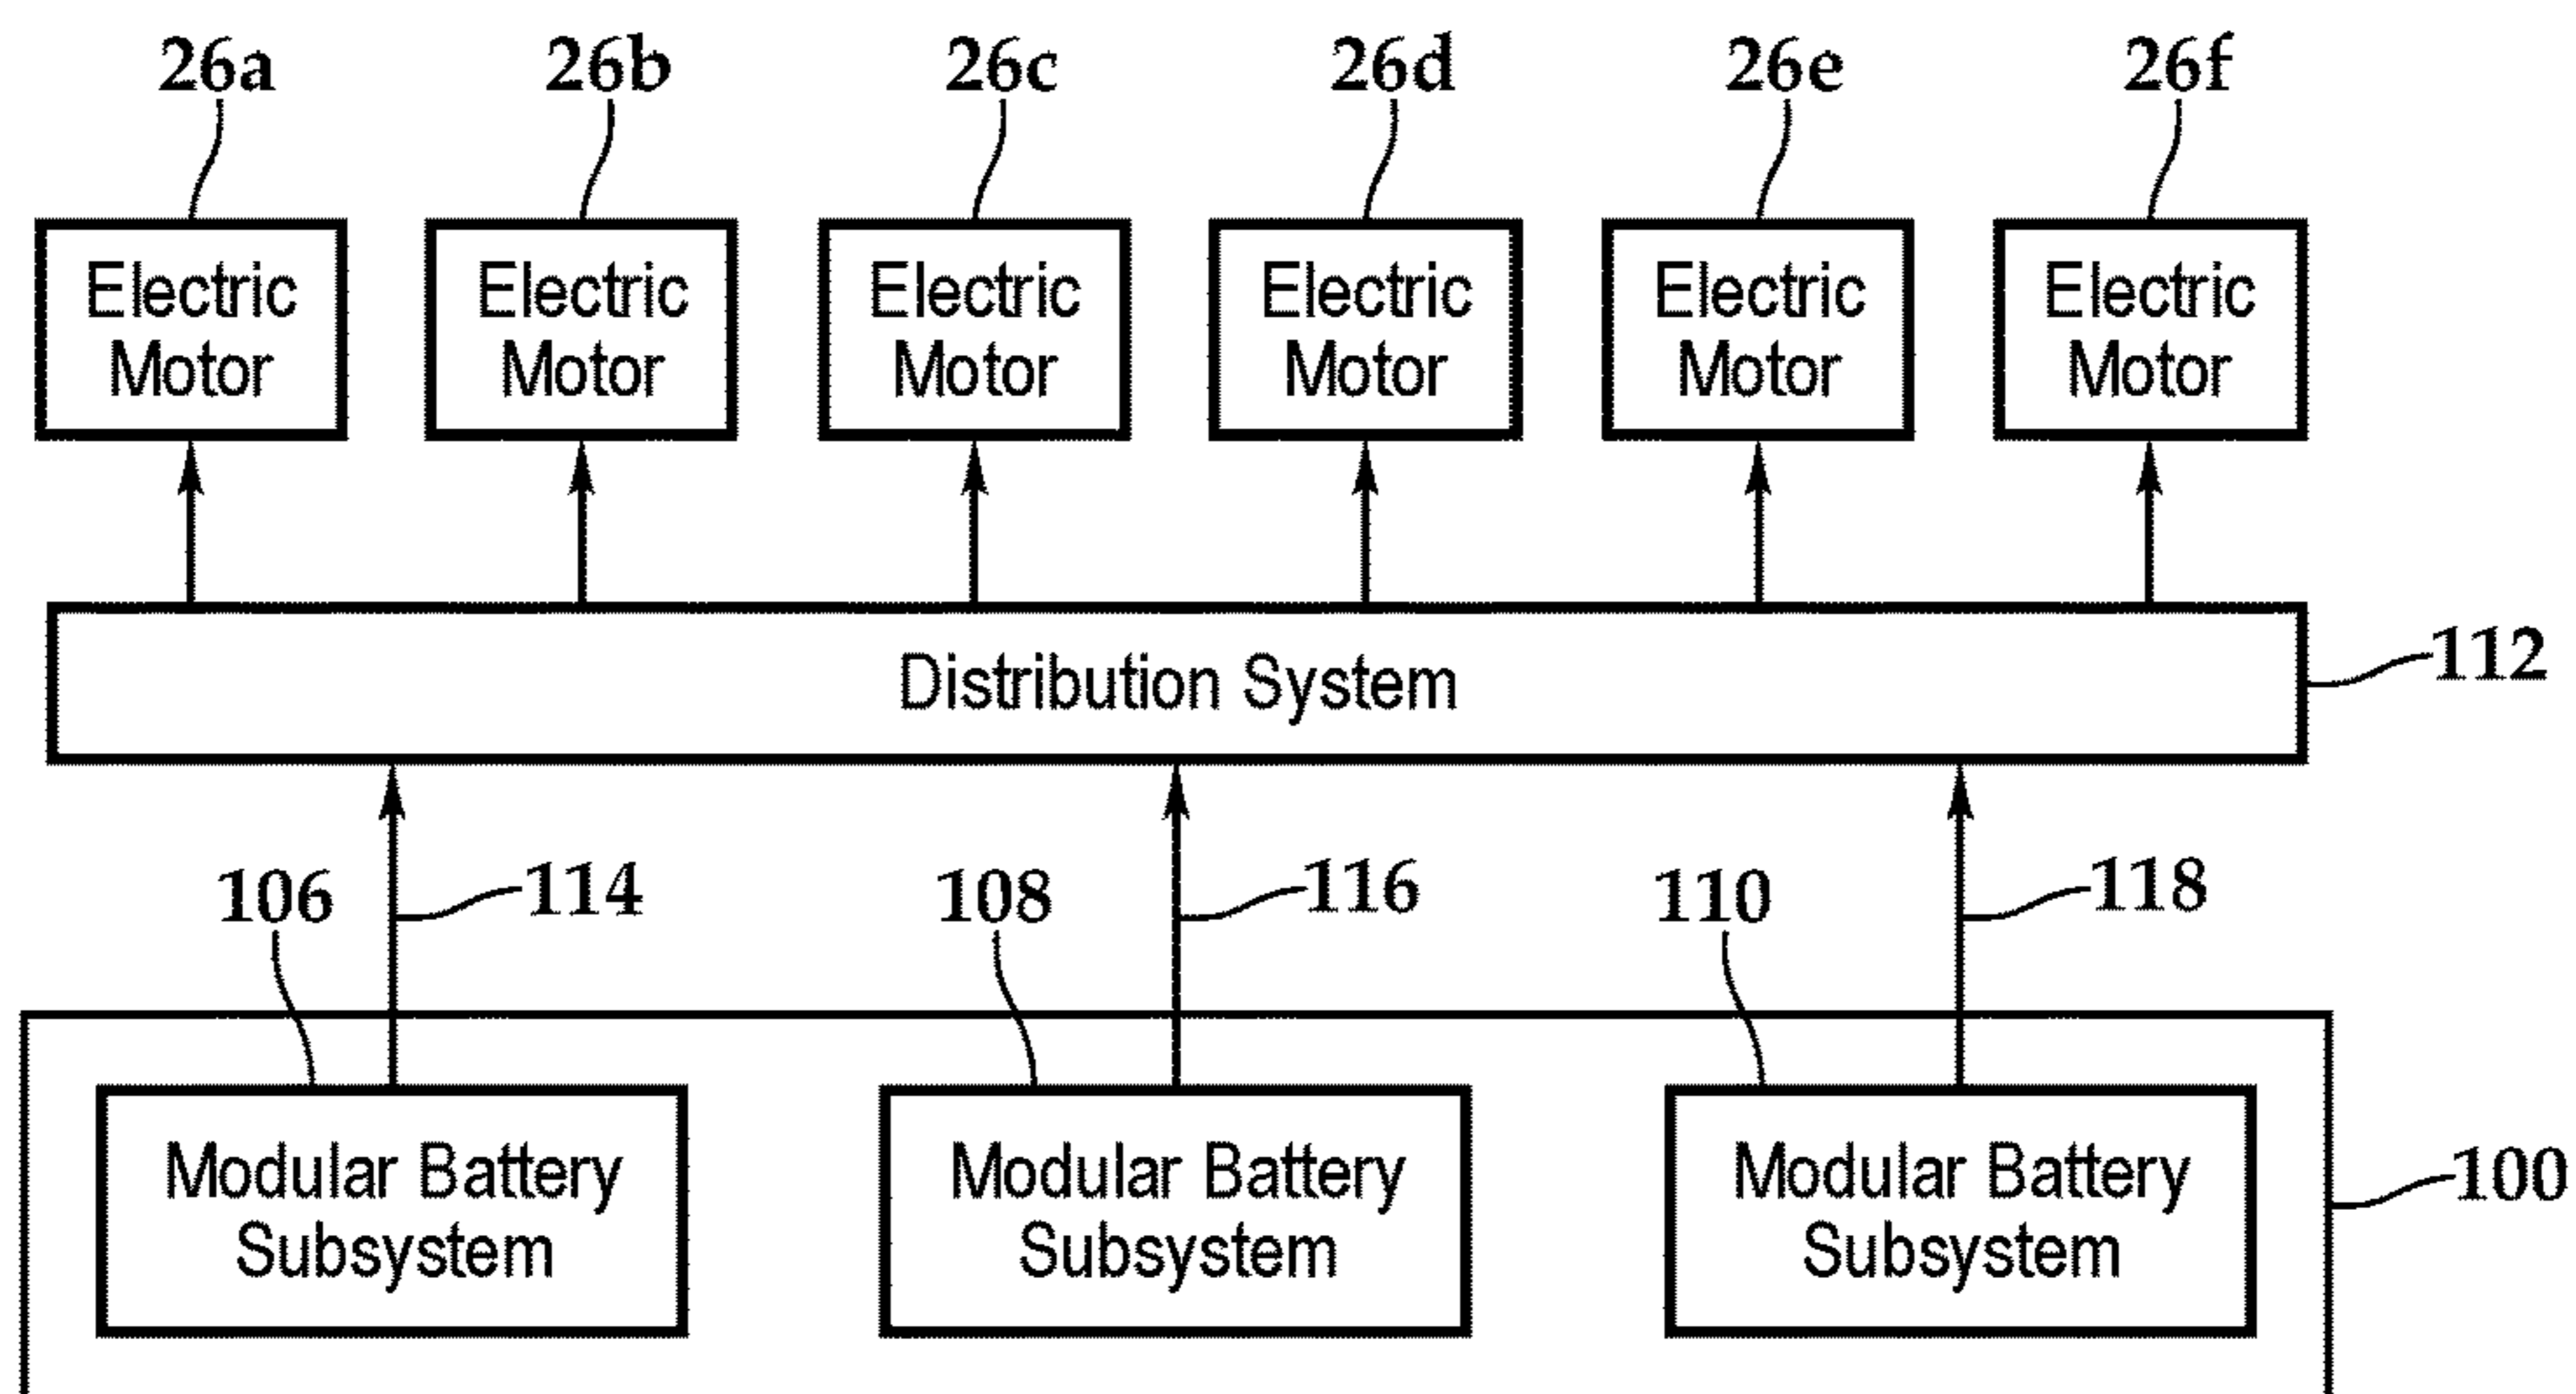 26a 26b 26c 26d 26e 26f
Electric Electric Electric Electric Electric Electric
Motor Motor Motor Motor Motor Motor
Distribution System 112
106 114 108 116 110 118
Modular Battery Modular Battery Modular Battery 100
Subsystem Subsystem Subsystem